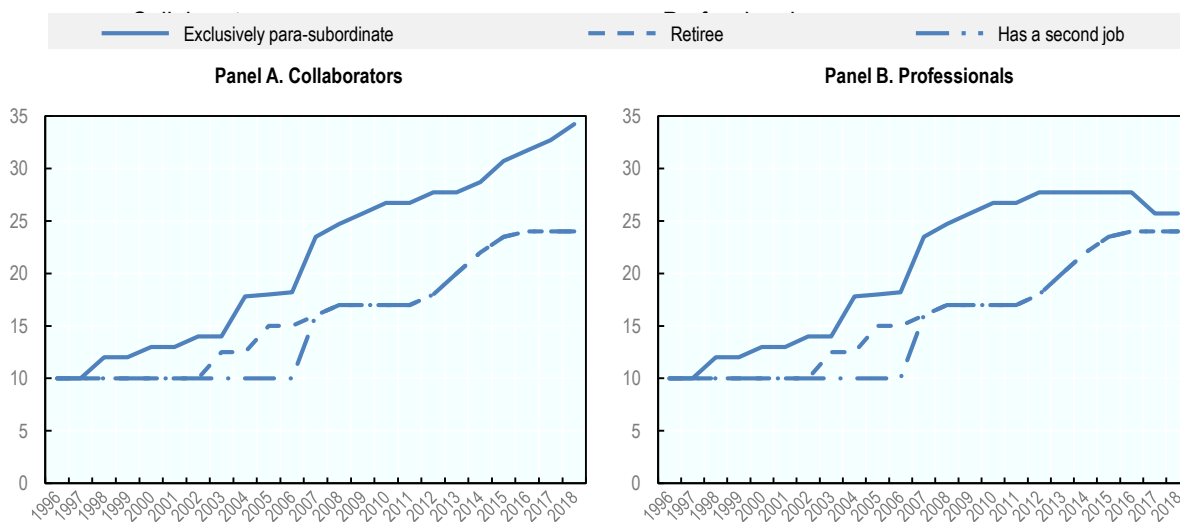 Exclusively para-subordinate Retiree Has a second job
Panel A. Collaborators Panel B. Professionals
35 35
30 30
25 25
20 20
15 15
10 10
5 5
0 0
1996 1997 1998 1999 2000 2001 2002 2003 2004 2005 2006 2007 2008 2009 2010 2011 2012 2013 2014 2015 2016 2017 2018 1996 1997 1998 1999 2000 2001 2002 2003 2004 2005 2006 2007 2008 2009 2010 2011 2012 2013 2014 2015 2016 2017 2018